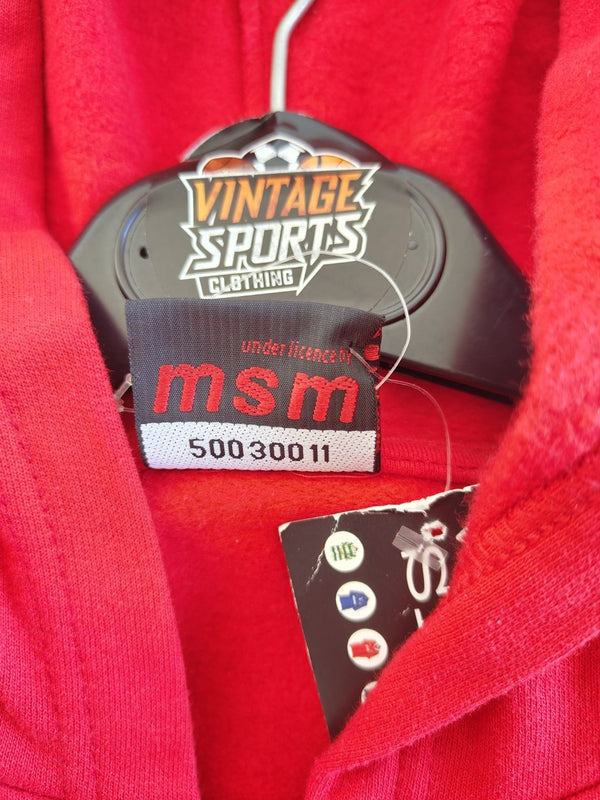 VINTAGE
SPORTS
CLOTHING
under licence by
msm
50030011